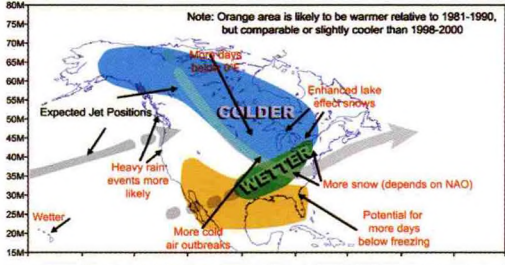 80M
75M
70M
65M
60M
55M
50M
45M
40M
35M
30M
25M
20M
15M
Note: Orange area is likely to be warmer relative to 1981-1990,
but comparable or slightly cooler than 1998-2000
More days
below 0°F
COLDER
Enhanced lake
effect snows
Expected Jet Positions
Heavy rain
events more
likely
WETTER
More snow (depends on NAO)
Wetter
More cold
air outbreaks
Potential for
more days
below freezing